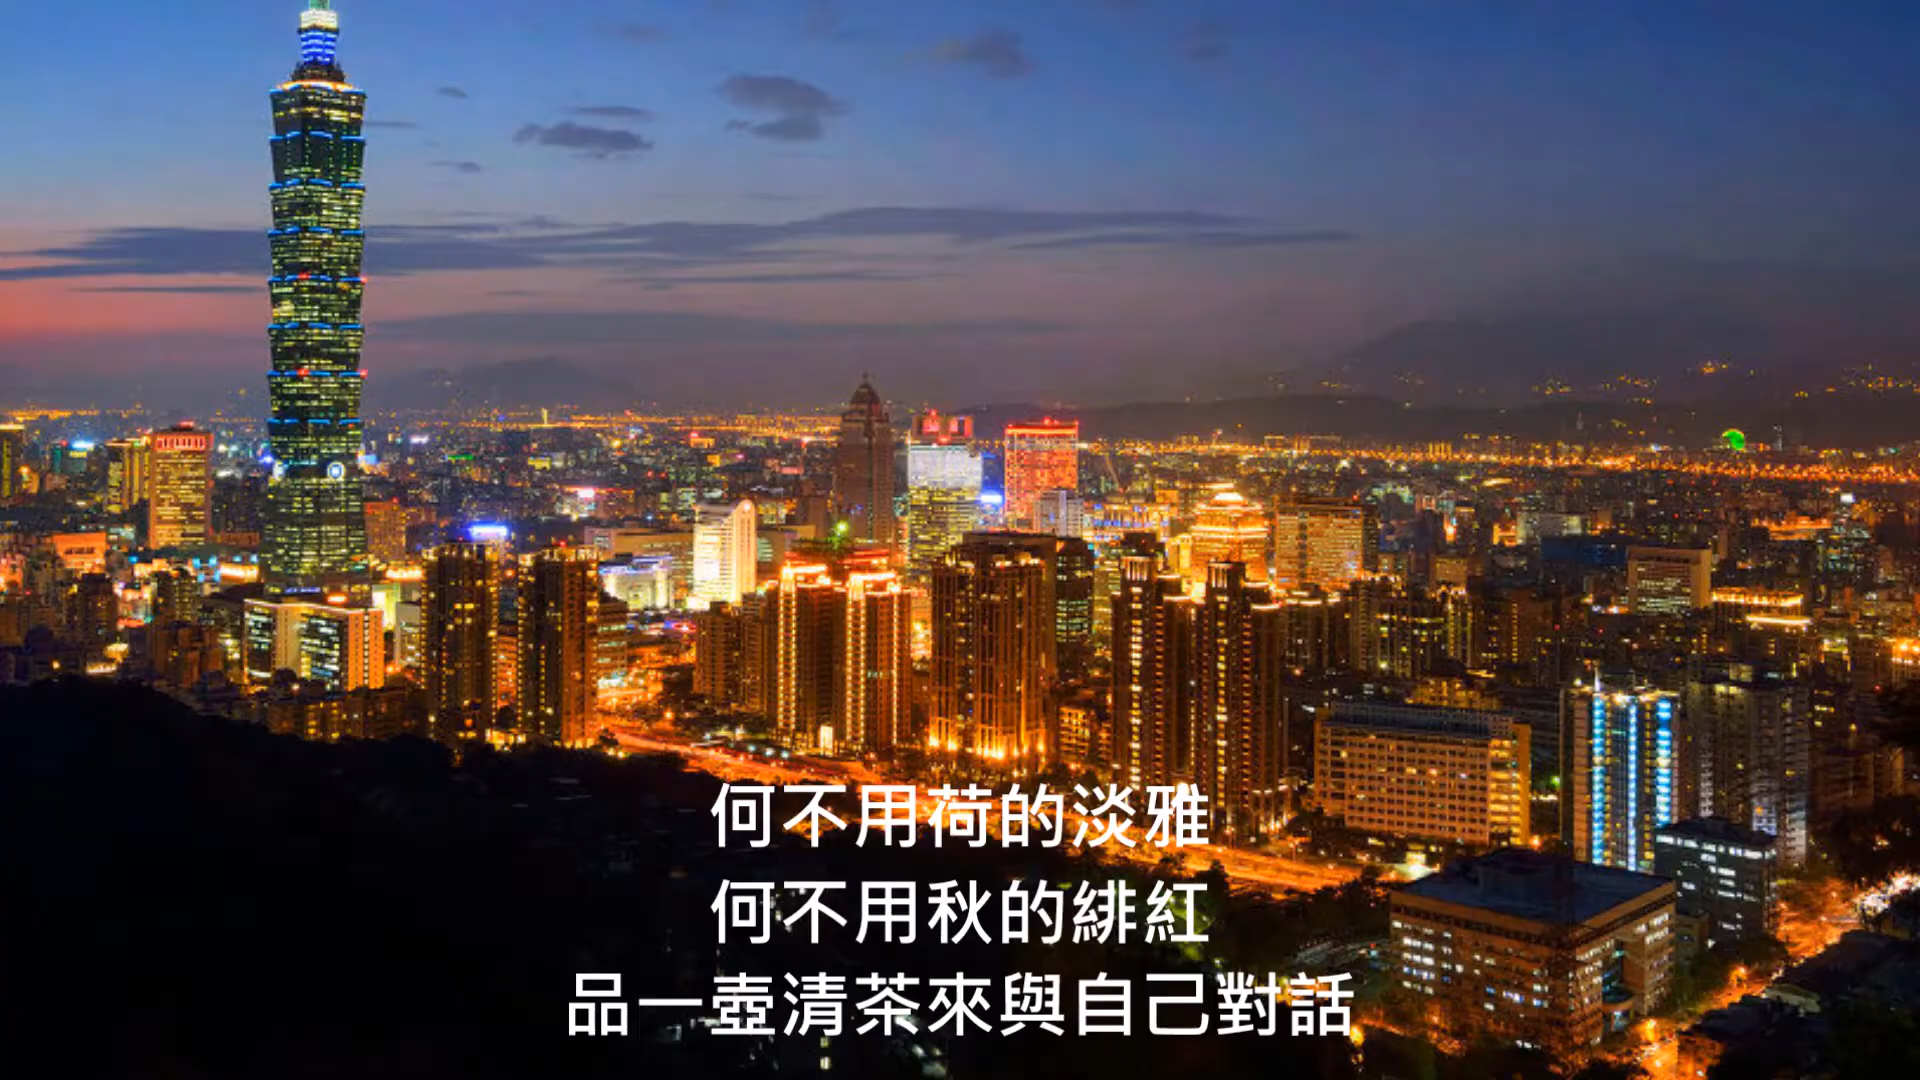 何不用荷的淡雅
何不用秋的緋紅
品一壺清茶來與自己對話